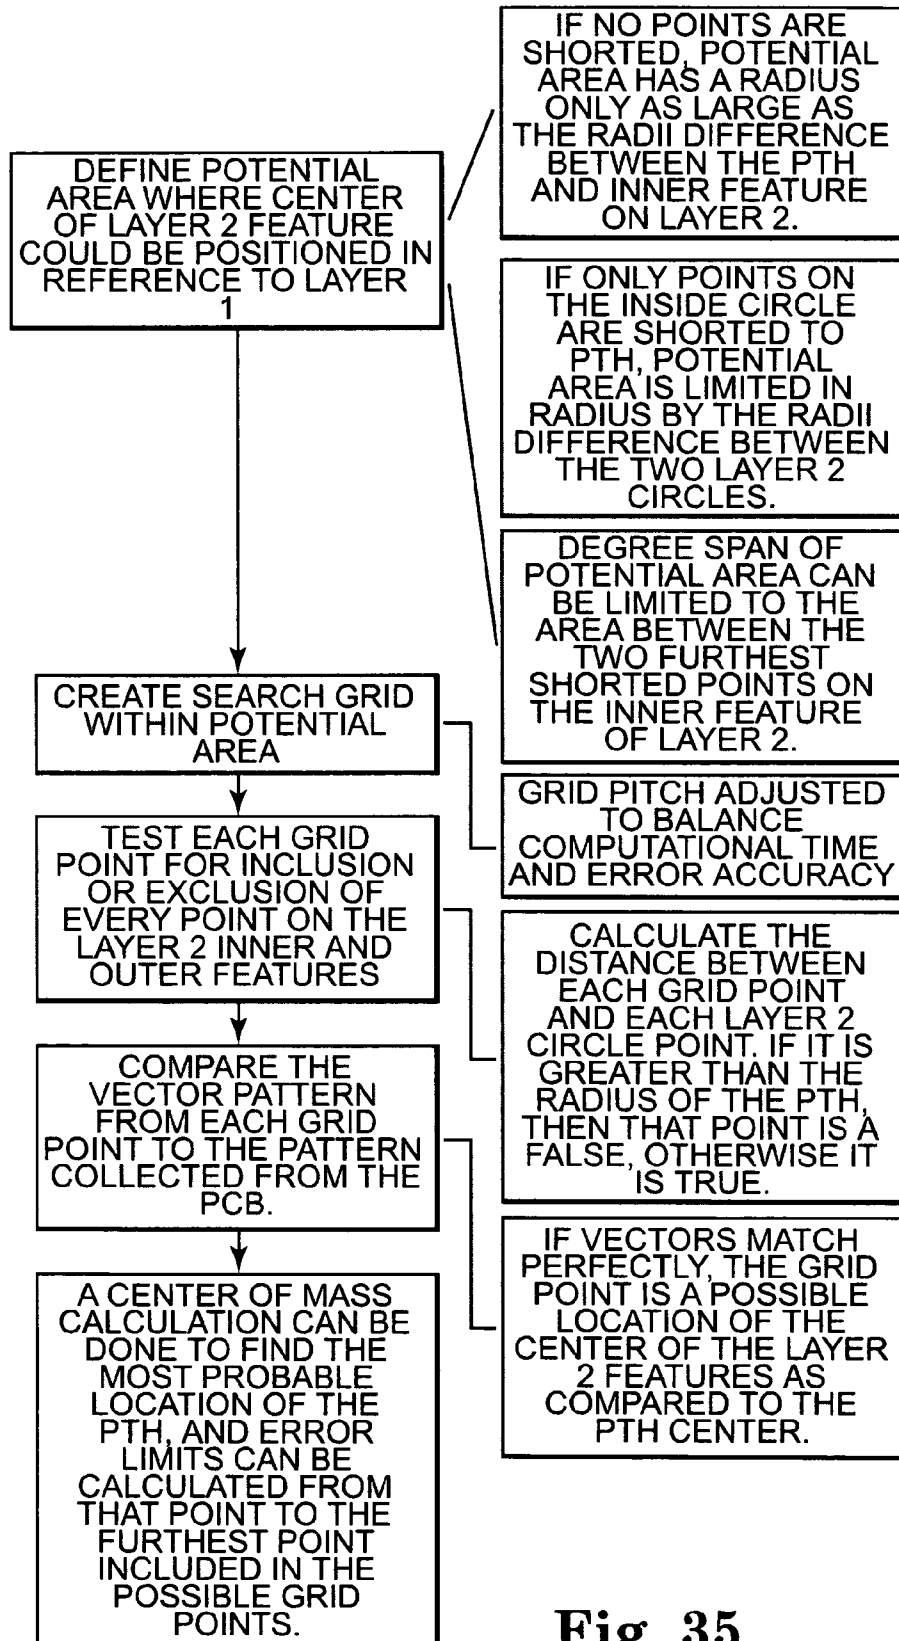 DEFINE POTENTIAL
AREA WHERE CENTER
OF LAYER 2 FEATURE
COULD BE POSITIONED IN
REFERENCE TO LAYER
1
IF NO POINTS ARE
SHORTED, POTENTIAL
AREA HAS A RADIUS
ONLY AS LARGE AS
THE RADII DIFFERENCE
BETWEEN THE PTH
AND INNER FEATURE
ON LAYER 2.
IF ONLY POINTS ON
THE INSIDE CIRCLE
ARE SHORTED TO
PTH, POTENTIAL
AREA IS LIMITED IN
RADIUS BY THE RADII
DIFFERENCE BETWEEN
THE TWO LAYER 2
CIRCLES.
DEGREE SPAN OF
POTENTIAL AREA CAN
BE LIMITED TO THE
AREA BETWEEN THE
TWO FURTHEST
SHORTED POINTS ON
THE INNER FEATURE
OF LAYER 2.
CREATE SEARCH GRID
WITHIN POTENTIAL
AREA
GRID PITCH ADJUSTED
TO BALANCE
COMPUTATIONAL TIME
AND ERROR ACCURACY
TEST EACH GRID
POINT FOR INCLUSION
OR EXCLUSION OF
EVERY POINT ON THE
LAYER 2 INNER AND
OUTER FEATURES
CALCULATE THE
DISTANCE BETWEEN
EACH GRID POINT
AND EACH LAYER 2
CIRCLE POINT. IF IT IS
GREATER THAN THE
RADIUS OF THE PTH,
THEN THAT POINT IS A
FALSE, OTHERWISE IT
IS TRUE.
COMPARE THE
VECTOR PATTERN
FROM EACH GRID
POINT TO THE PATTERN
COLLECTED FROM THE
PCB.
IF VECTORS MATCH
PERFECTLY, THE GRID
POINT IS A POSSIBLE
LOCATION OF THE
CENTER OF THE LAYER
2 FEATURES AS
COMPARED TO THE
PTH CENTER.
A CENTER OF MASS
CALCULATION CAN BE
DONE TO FIND THE
MOST PROBABLE
LOCATION OF THE
PTH, AND ERROR
LIMITS CAN BE
CALCULATED FROM
THAT POINT TO THE
FURTHEST POINT
INCLUDED IN THE
POSSIBLE GRID
POINTS.
Fig. 35